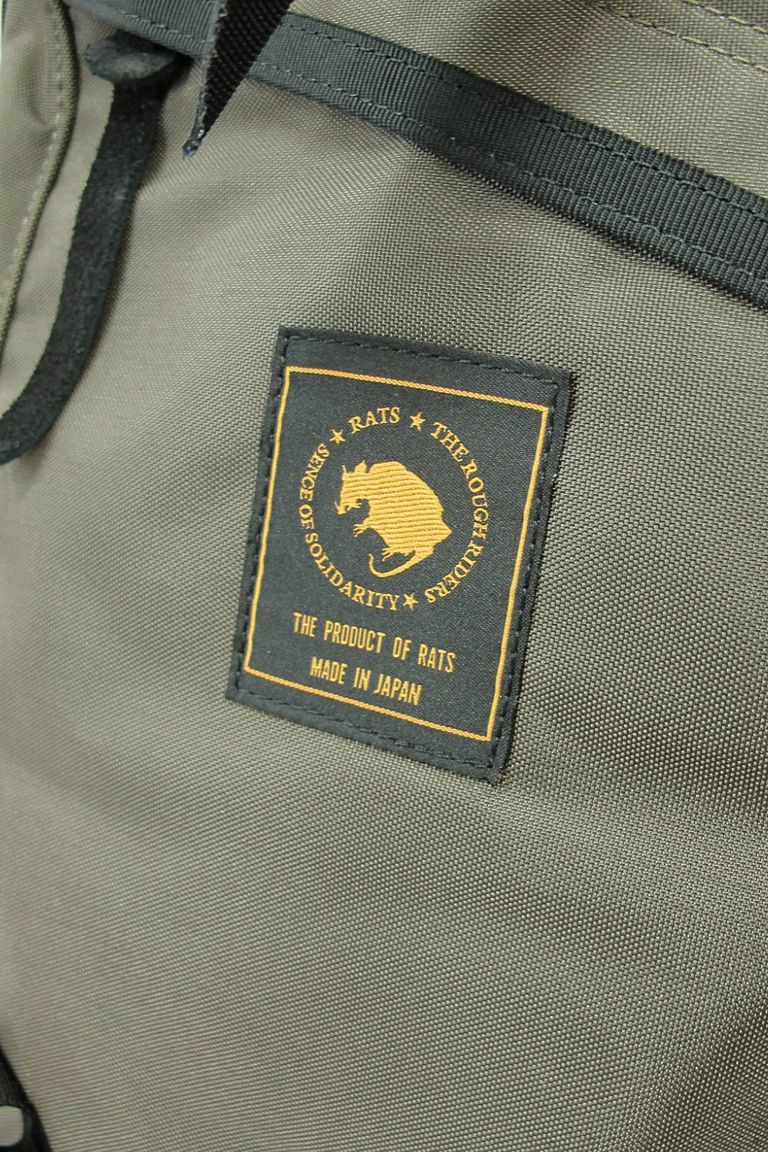 ★ RATS ★ THE ROUGH RIDERS ★ SENCE OF SOLIDARITY
THE PRODUCT OF RATS
MADE IN JAPAN